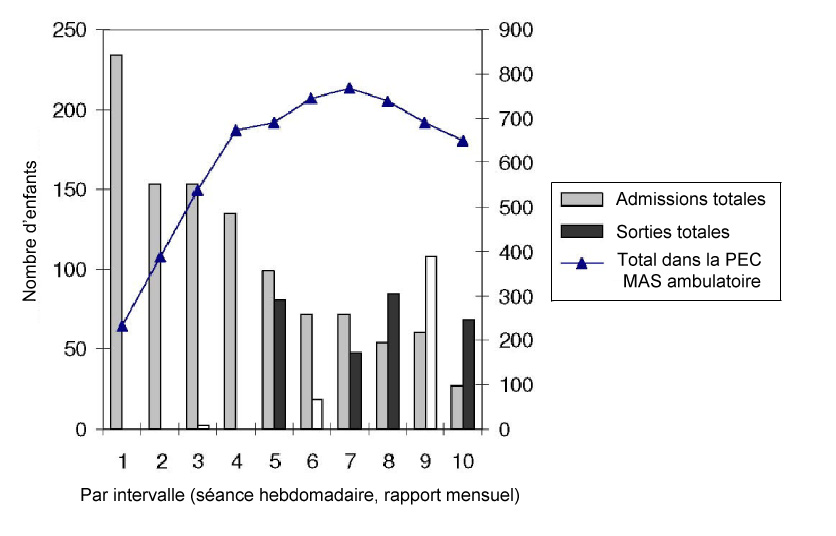 250
200
150
100
50
0
Nombre d’enfants
900
800
700
600
500
400
300
200
100
0
1 2 3 4 5 6 7 8 9 10
Par intervalle (séance hebdomadaire, rapport mensuel)
Admissions totales
Sorties totales
Total dans la PEC
MAS ambulatoire